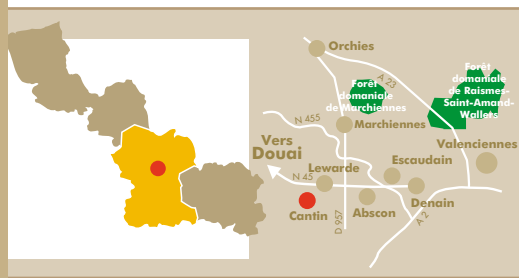 Orchies
A 23
Forêt
domaniale
de Marchiennes
Forêt
domaniale
de Raismes-
Saint-Amand-
Wallers
N 455
Marchiennes
Vers
Douai
Valenciennes
Escaudain
Lewarde
N 45
Cantin
D 957
Abscon
Denain
A 2